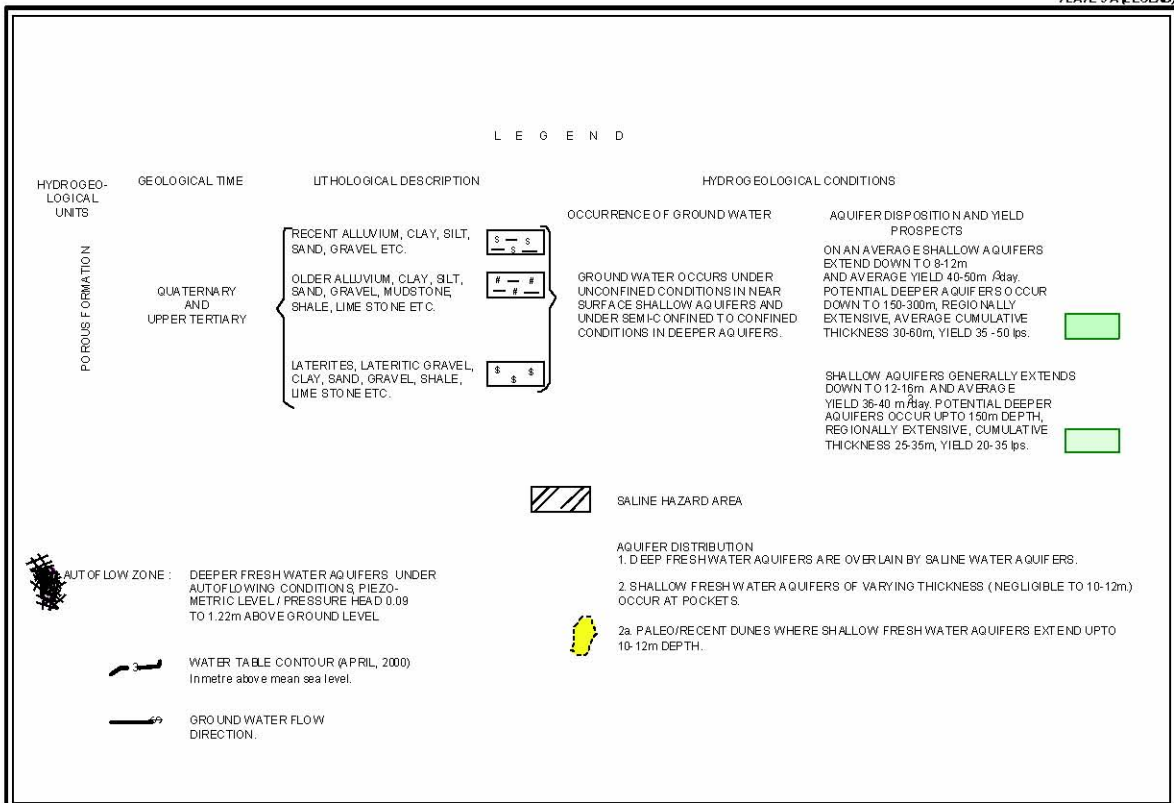 L E G E N D
HYDROGEO-
LOGICAL
UNITS
GEOLOGICAL TIME
LITHOLOGICAL DESCRIPTION
HYDROGEOLOGICAL CONDITIONS
OCCURRENCE OF GROUND WATER
AQUIFER DISPOSITION AND YIELD
PROSPECTS
POROUS FORMATION
QUATERNARY
AND
UPPER TERTIARY
RECENT ALLUVIUM, CLAY, SILT,
SAND, GRAVEL ETC.
S S
S
OLDER ALLUVIUM, CLAY, SILT,
SAND, GRAVEL, MUDSTONE,
SHALE, LIME STONE ETC.
# #
#
LATERITES, LATERITIC GRAVEL,
CLAY, SAND, GRAVEL, SHALE,
LIME STONE ETC.
$ $
$
GROUND WATER OCCURS UNDER
UNCONFINED CONDITIONS IN NEAR
SURFACE SHALLOW AQUIFERS AND
UNDER SEMI-CONFINED TO CONFINED
CONDITIONS IN DEEPER AQUIFERS.
ON AN AVERAGE SHALLOW AQUIFERS
EXTEND DOWN TO 8-12m
AND AVERAGE YIELD 40-50m³/day.
POTENTIAL DEEPER AQUIFERS OCCUR
DOWN TO 150-300m, REGIONALLY
EXTENSIVE, AVERAGE CUMULATIVE
THICKNESS 30-60m, YIELD 35 - 50 lps.
SHALLOW AQUIFERS GENERALLY EXTENDS
DOWN TO 12-16m AND AVERAGE
YIELD 36-40 m³/day. POTENTIAL DEEPER
AQUIFERS OCCUR UPTO 150m DEPTH,
REGIONALLY EXTENSIVE, CUMULATIVE
THICKNESS 25-35m, YIELD 20-35 lps.
SALINE HAZARD AREA
AQUIFER DISTRIBUTION
1. DEEP FRESH WATER AQUIFERS ARE OVERLAIN BY SALINE WATER AQUIFERS.
2. SHALLOW FRESH WATER AQUIFERS OF VARYING THICKNESS ( NEGLIGIBLE TO 10-12m.)
OCCUR AT POCKETS.
2a. PALEO/RECENT DUNES WHERE SHALLOW FRESH WATER AQUIFERS EXTEND UPTO
10-12m DEPTH.
AUTOFLOW ZONE : DEEPER FRESH WATER AQUIFERS UNDER
AUTOFLOWING CONDITIONS, PIEZO-
METRIC LEVEL / PRESSURE HEAD 0.09
TO 1.22m ABOVE GROUND LEVEL
3
WATER TABLE CONTOUR (APRIL, 2000)
In metre above mean sea level.
GROUND WATER FLOW
DIRECTION.